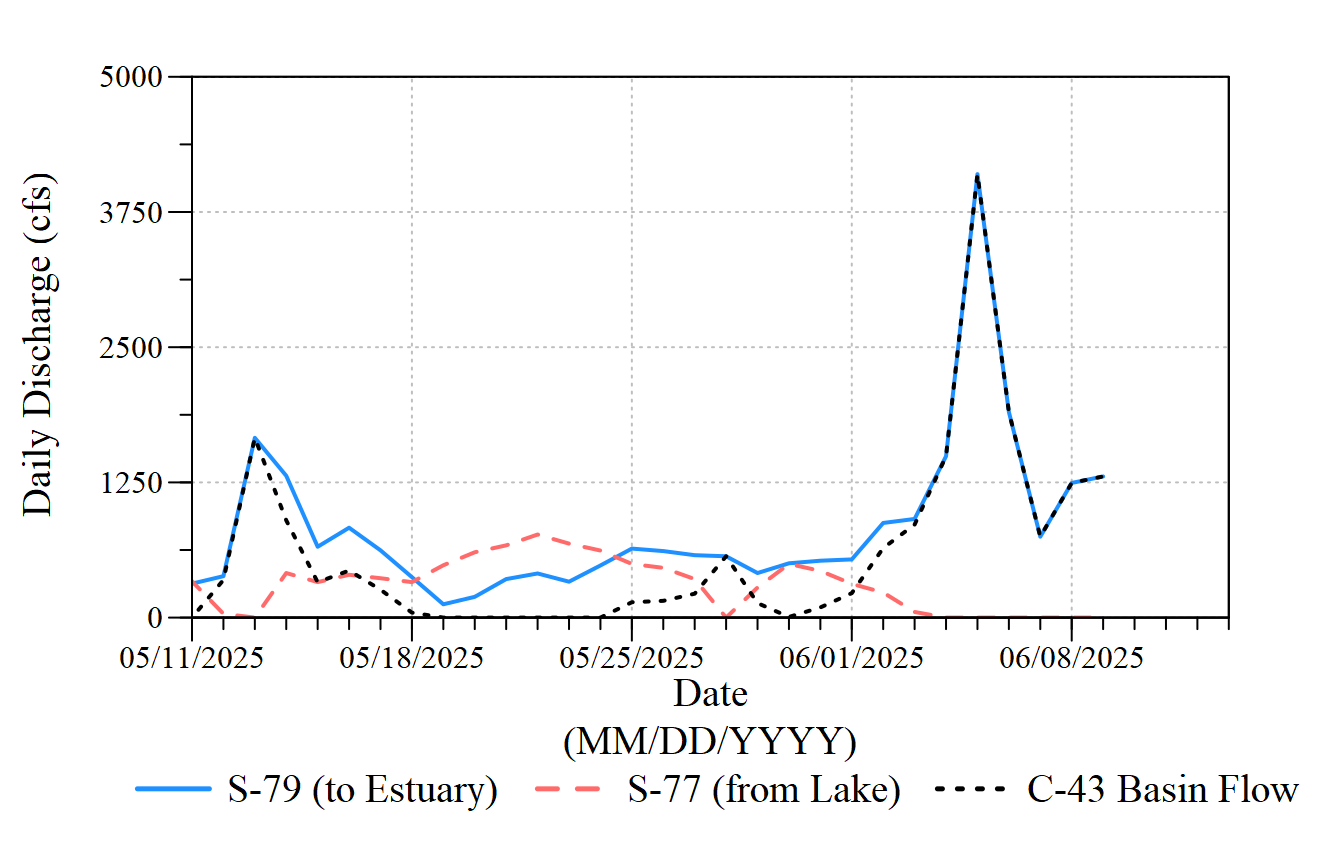 5000
3750
2500
1250
0
Daily Discharge (cfs)
05/11/2025 05/18/2025 05/25/2025 06/01/2025 06/08/2025
Date
(MM/DD/YYYY)
S-79 (to Estuary) S-77 (from Lake) C-43 Basin Flow